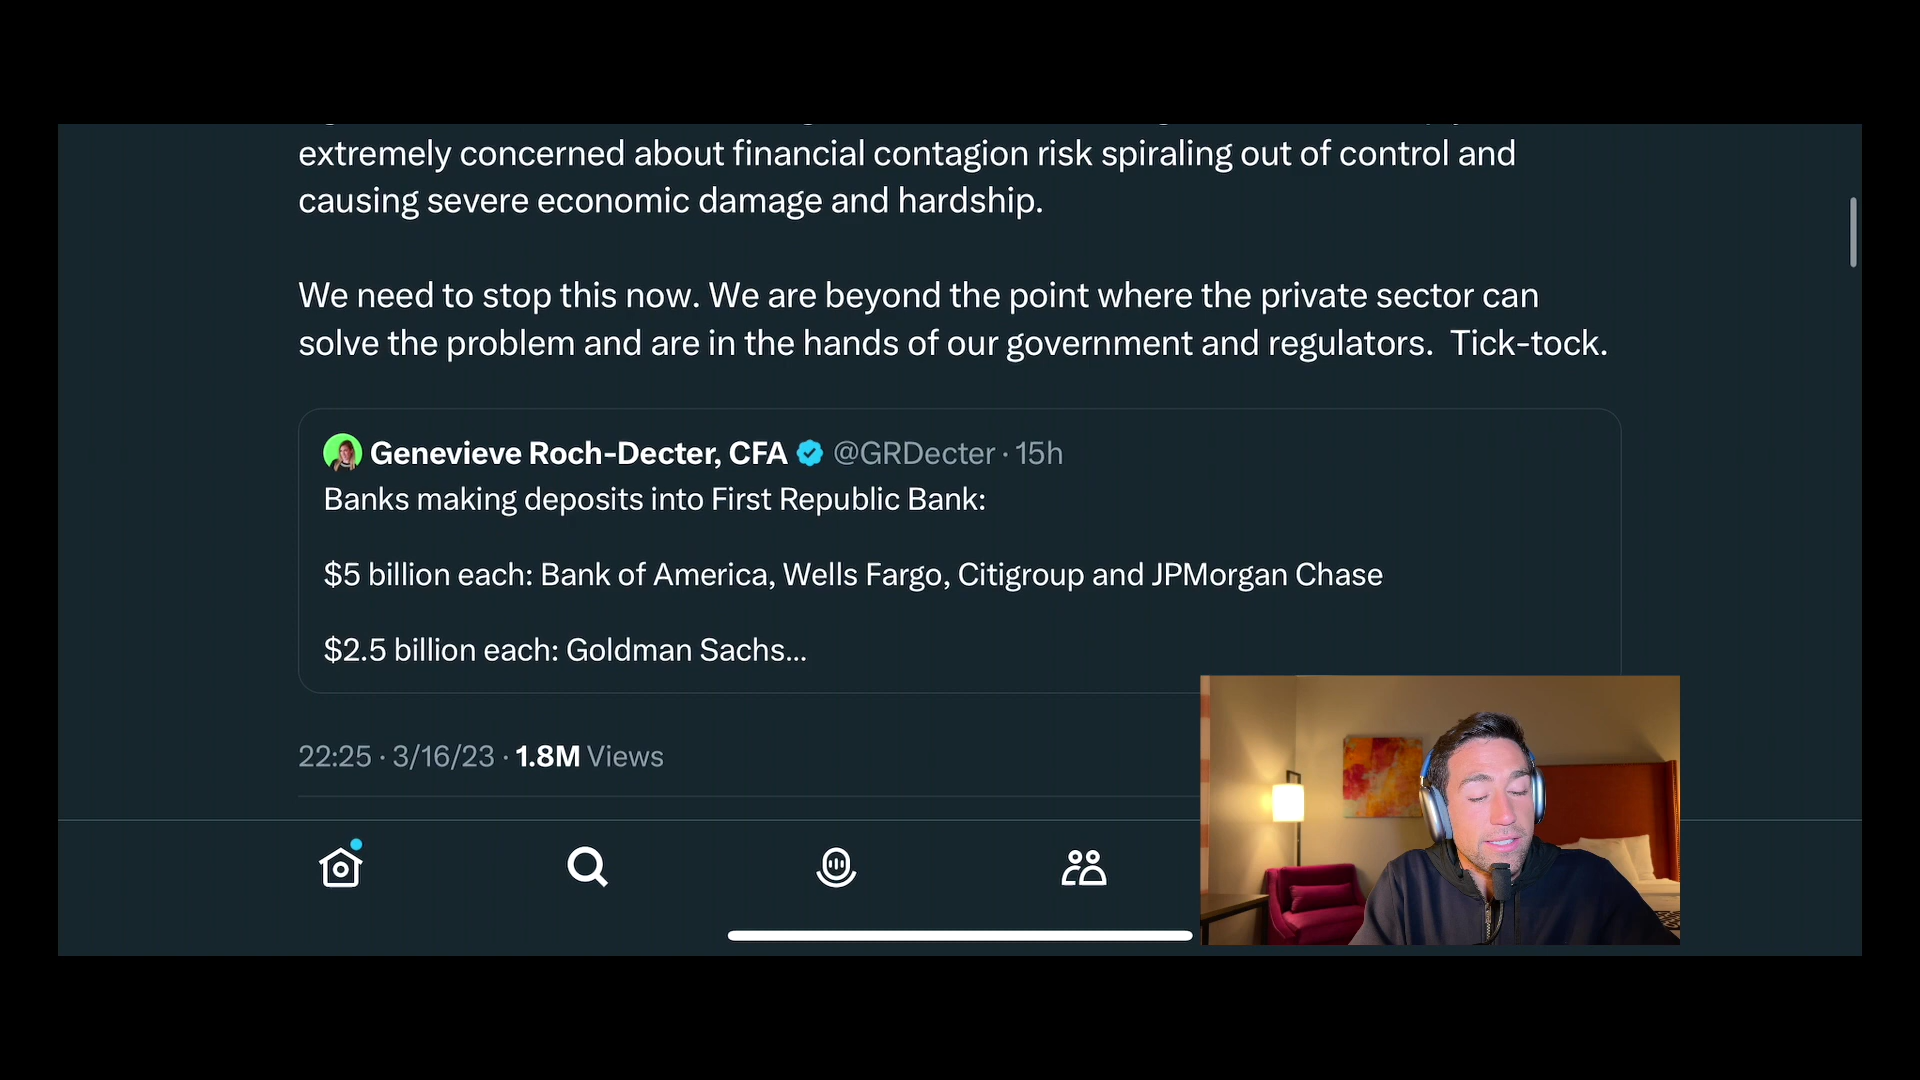 extremely concerned about financial contagion risk spiraling out of control and
causing severe economic damage and hardship.
We need to stop this now. We are beyond the point where the private sector can
solve the problem and are in the hands of our government and regulators.  Tick-tock.
Genevieve Roch-Decter, CFA @GRDecter · 15h
Banks making deposits into First Republic Bank:
$5 billion each: Bank of America, Wells Fargo, Citigroup and JPMorgan Chase
$2.5 billion each: Goldman Sachs...
22:25 · 3/16/23 · 1.8M Views